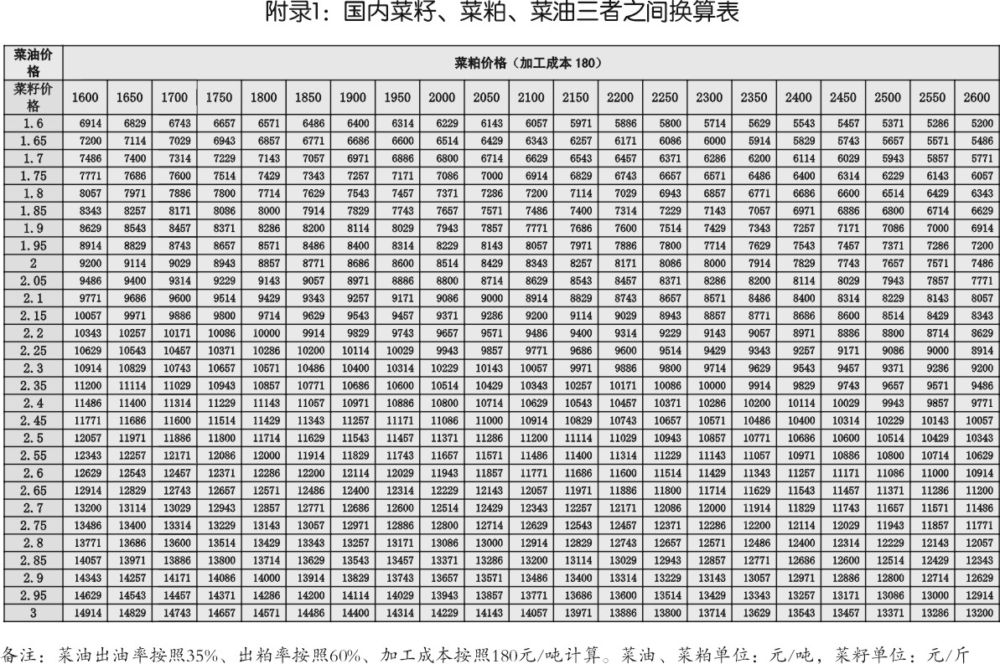 附录1：国内菜籽、菜粕、菜油三者之间换算表
菜油价格 菜粕价格（加工成本 180）
菜籽价格 1600 1650 1700 1750 1800 1850 1900 1950 2000 2050 2100 2150 2200 2250 2300 2350 2400 2450 2500 2550 2600
1.6 6914 6829 6743 6657 6571 6486 6400 6314 6229 6143 6057 5971 5886 5800 5714 5629 5543 5457 5371 5286 5200
1.65 7200 7114 7029 6943 6857 6771 6686 6600 6514 6429 6343 6257 6171 6086 6000 5914 5829 5743 5657 5571 5486
1.7 7486 7400 7314 7229 7143 7057 6971 6886 6800 6714 6629 6543 6457 6371 6286 6200 6114 6029 5943 5857 5771
1.75 7771 7686 7600 7514 7429 7343 7257 7171 7086 7000 6914 6829 6743 6657 6571 6486 6400 6314 6229 6143 6057
1.8 8057 7971 7886 7800 7714 7629 7543 7457 7371 7286 7200 7114 7029 6943 6857 6771 6686 6600 6514 6429 6343
1.85 8343 8257 8171 8086 8000 7914 7829 7743 7657 7571 7486 7400 7314 7229 7143 7057 6971 6886 6800 6714 6629
1.9 8629 8543 8457 8371 8286 8200 8114 8029 7943 7857 7771 7686 7600 7514 7429 7343 7257 7171 7086 7000 6914
1.95 8914 8829 8743 8657 8571 8486 8400 8314 8229 8143 8057 7971 7886 7800 7714 7629 7543 7457 7371 7286 7200
2 9200 9114 9029 8943 8857 8771 8686 8600 8514 8429 8343 8257 8171 8086 8000 7914 7829 7743 7657 7571 7486
2.05 9486 9400 9314 9229 9143 9057 8971 8886 8800 8714 8629 8543 8457 8371 8286 8200 8114 8029 7943 7857 7771
2.1 9771 9686 9600 9514 9429 9343 9257 9171 9086 9000 8914 8829 8743 8657 8571 8486 8400 8314 8229 8143 8057
2.15 10057 9971 9886 9800 9714 9629 9543 9457 9371 9286 9200 9114 9029 8943 8857 8771 8686 8600 8514 8429 8343
2.2 10343 10257 10171 10086 10000 9914 9829 9743 9657 9571 9486 9400 9314 9229 9143 9057 8971 8886 8800 8714 8629
2.25 10629 10543 10457 10371 10286 10200 10114 10029 9943 9857 9771 9686 9600 9514 9429 9343 9257 9171 9086 9000 8914
2.3 10914 10829 10743 10657 10571 10486 10400 10314 10229 10143 10057 9971 9886 9800 9714 9629 9543 9457 9371 9286 9200
2.35 11200 11114 11029 10943 10857 10771 10686 10600 10514 10429 10343 10257 10171 10086 10000 9914 9829 9743 9657 9571 9486
2.4 11486 11400 11314 11229 11143 11057 10971 10886 10800 10714 10629 10543 10457 10371 10286 10200 10114 10029 9943 9857 9771
2.45 11771 11686 11600 11514 11429 11343 11257 11171 11086 11000 10914 10829 10743 10657 10571 10486 10400 10314 10229 10143 10057
2.5 12057 11971 11886 11800 11714 11629 11543 11457 11371 11286 11200 11114 11029 10943 10857 10771 10686 10600 10514 10429 10343
2.55 12343 12257 12171 12086 12000 11914 11829 11743 11657 11571 11486 11400 11314 11229 11143 11057 10971 10886 10800 10714 10629
2.6 12629 12543 12457 12371 12286 12200 12114 12029 11943 11857 11771 11686 11600 11514 11429 11343 11257 11171 11086 11000 10914
2.65 12914 12829 12743 12657 12571 12486 12400 12314 12229 12143 12057 11971 11886 11800 11714 11629 11543 11457 11371 11286 11200
2.7 13200 13114 13029 12943 12857 12771 12686 12600 12514 12429 12343 12257 12171 12086 12000 11914 11829 11743 11657 11571 11486
2.75 13486 13400 13314 13229 13143 13057 12971 12886 12800 12714 12629 12543 12457 12371 12286 12200 12114 12029 11943 11857 11771
2.8 13771 13686 13600 13514 13429 13343 13257 13171 13086 13000 12914 12829 12743 12657 12571 12486 12400 12314 12229 12143 12057
2.85 14057 13971 13886 13800 13714 13629 13543 13457 13371 13286 13200 13114 13029 12943 12857 12771 12686 12600 12514 12429 12343
2.9 14343 14257 14171 14086 14000 13914 13829 13743 13657 13571 13486 13400 13314 13229 13143 13057 12971 12886 12800 12714 12629
2.95 14629 14543 14457 14371 14286 14200 14114 14029 13943 13857 13771 13686 13600 13514 13429 13343 13257 13171 13086 13000 12914
3 14914 14829 14743 14657 14571 14486 14400 14314 14229 14143 14057 13971 13886 13800 13714 13629 13543 13457 13371 13286 13200
备注：菜油出油率按照35%、出粕率按照60%、加工成本按照180元/吨计算。菜油、菜粕单位：元/吨，菜籽单位：元/斤